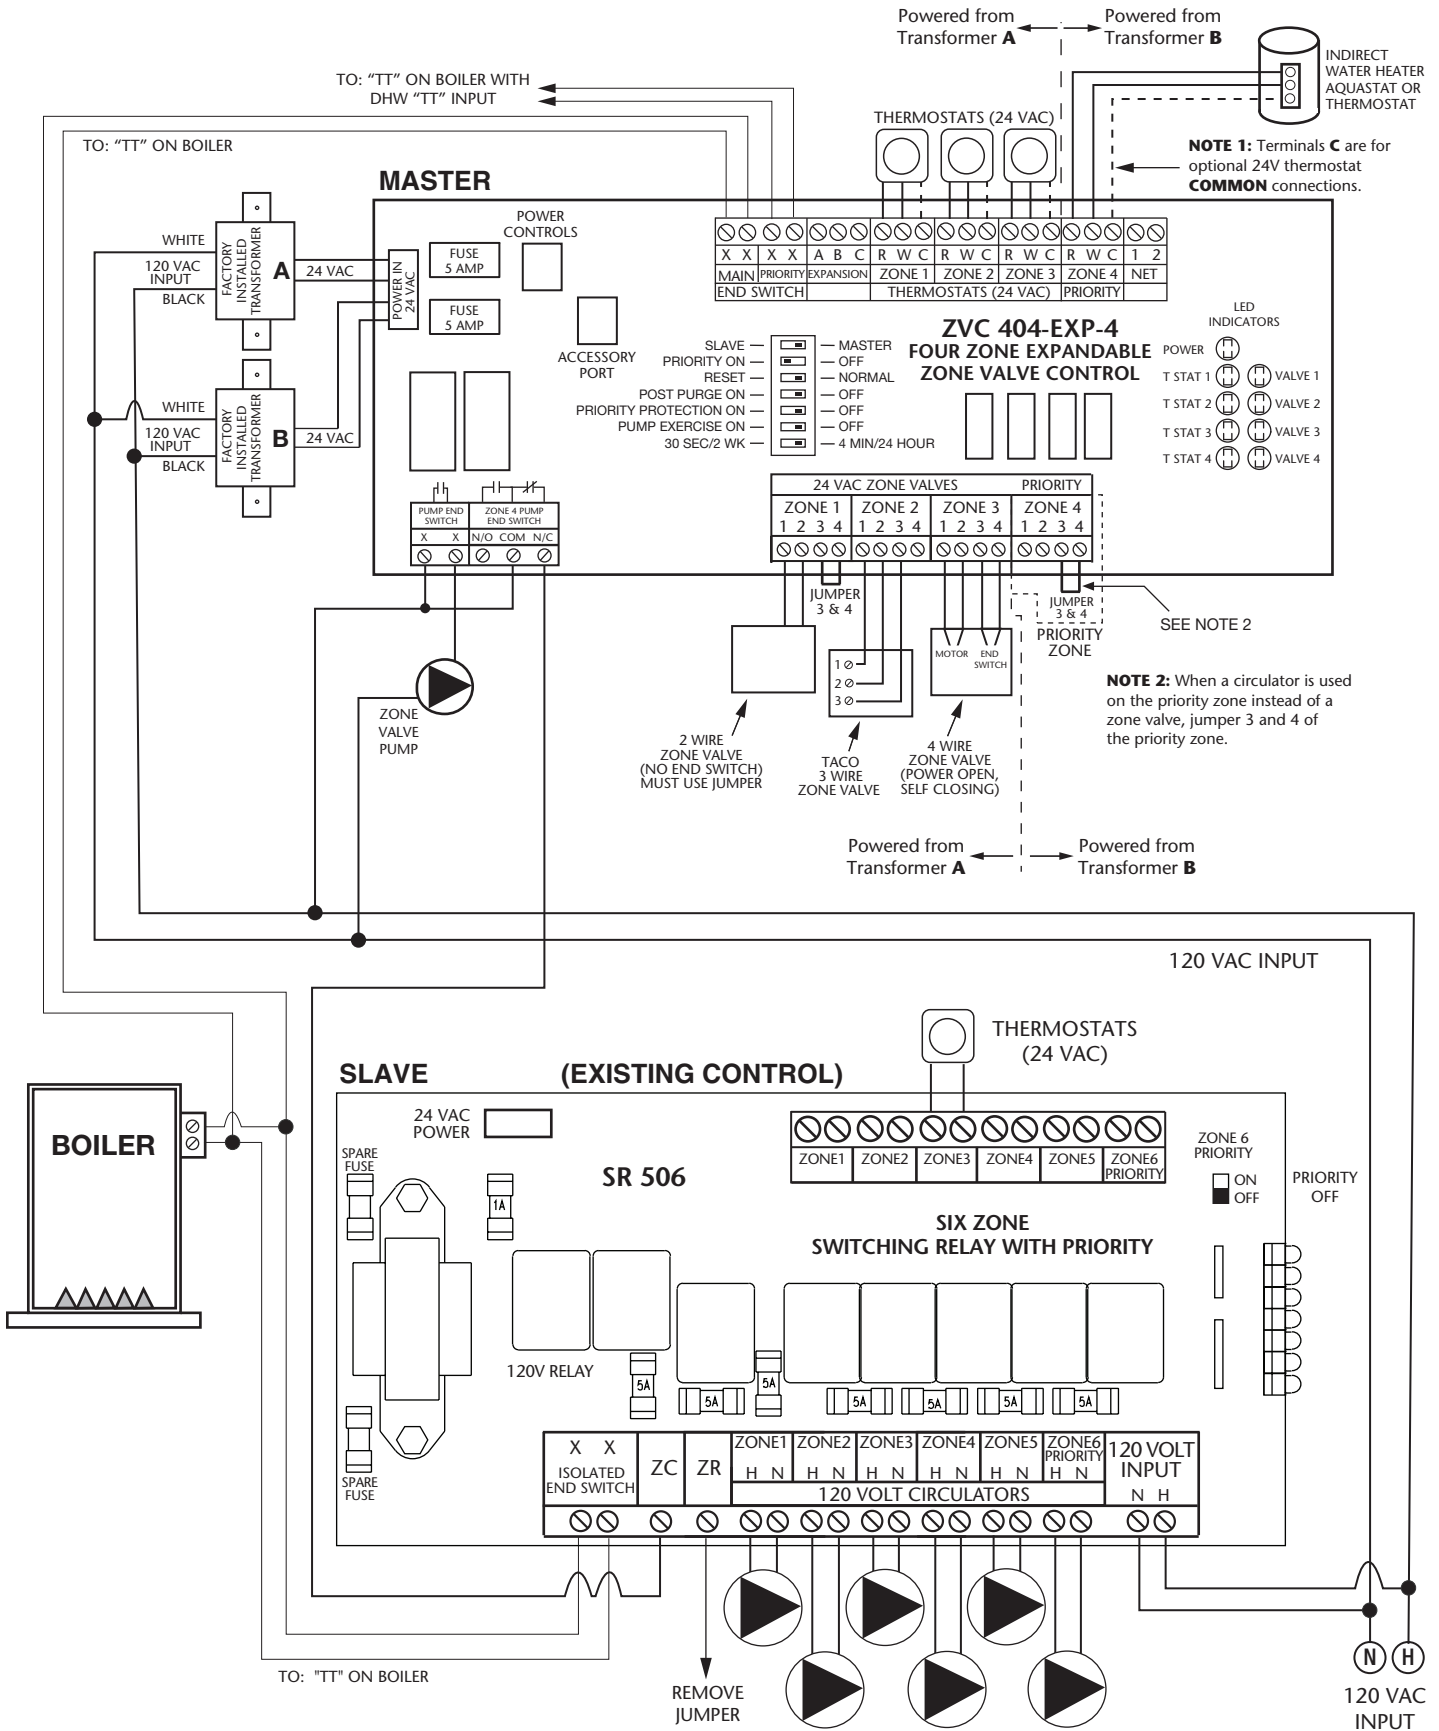 Powered from
Transformer A
Powered from
Transformer B
INDIRECT
WATER HEATER
AQUASTAT OR
THERMOSTAT
TO: “TT” ON BOILER WITH
DHW “TT” INPUT
THERMOSTATS (24 VAC)
TO: “TT” ON BOILER
NOTE 1: Terminals C are for
optional 24V thermostat
COMMON connections.
MASTER
WHITE
120 VAC
INPUT
BLACK
FACTORY
INSTALLED
TRANSFORMER
A
24 VAC
POWER IN
24 VAC
FUSE
5 AMP
FUSE
5 AMP
POWER
CONTROLS
ACCESSORY
PORT
X X X X A B C R W C R W C R W C R W C 1 2
MAIN PRIORITY EXPANSION ZONE 1 ZONE 2 ZONE 3 ZONE 4 NET
END SWITCH THERMOSTATS (24 VAC) PRIORITY
SLAVE MASTER
PRIORITY ON OFF
RESET NORMAL
POST PURGE ON OFF
PRIORITY PROTECTION ON OFF
PUMP EXERCISE ON OFF
30 SEC/2 WK 4 MIN/24 HOUR
ZVC 404-EXP-4
FOUR ZONE EXPANDABLE
ZONE VALVE CONTROL
LED
INDICATORS
POWER
T STAT 1 VALVE 1
T STAT 2 VALVE 2
T STAT 3 VALVE 3
T STAT 4 VALVE 4
WHITE
120 VAC
INPUT
BLACK
FACTORY
INSTALLED
TRANSFORMER
B
24 VAC
PUMP END
SWITCH
ZONE 4 PUMP
END SWITCH
X X N/O COM N/C
24 VAC ZONE VALVES PRIORITY
ZONE 1 ZONE 2 ZONE 3 ZONE 4
1 2 3 4 1 2 3 4 1 2 3 4 1 2 3 4
JUMPER
3 & 4
JUMPER
3 & 4
PRIORITY
ZONE
SEE NOTE 2
MOTOR
END
SWITCH
1
2
3
ZONE
VALVE
PUMP
2 WIRE
ZONE VALVE
(NO END SWITCH)
MUST USE JUMPER
TACO
3 WIRE
ZONE VALVE
4 WIRE
ZONE VALVE
(POWER OPEN,
SELF CLOSING)
NOTE 2: When a circulator is used
on the priority zone instead of a
zone valve, jumper 3 and 4 of
the priority zone.
Powered from
Transformer A
Powered from
Transformer B
120 VAC INPUT
THERMOSTATS
(24 VAC)
SLAVE (EXISTING CONTROL)
BOILER
24 VAC
POWER
SPARE
FUSE
1A
SR 506
ZONE1 ZONE2 ZONE3 ZONE4 ZONE5 ZONE6
PRIORITY
ZONE 6
PRIORITY
ON
OFF
PRIORITY
OFF
SIX ZONE
SWITCHING RELAY WITH PRIORITY
120V RELAY
5A
5A
5A
5A
5A
5A
5A
SPARE
FUSE
X X
ISOLATED
END SWITCH
ZC
ZR
ZONE1 ZONE2 ZONE3 ZONE4 ZONE5 ZONE6
PRIORITY
H N H N H N H N H N H N
120 VOLT CIRCULATORS
120 VOLT
INPUT
N H
TO: "TT" ON BOILER
REMOVE
JUMPER
N H
120 VAC
INPUT